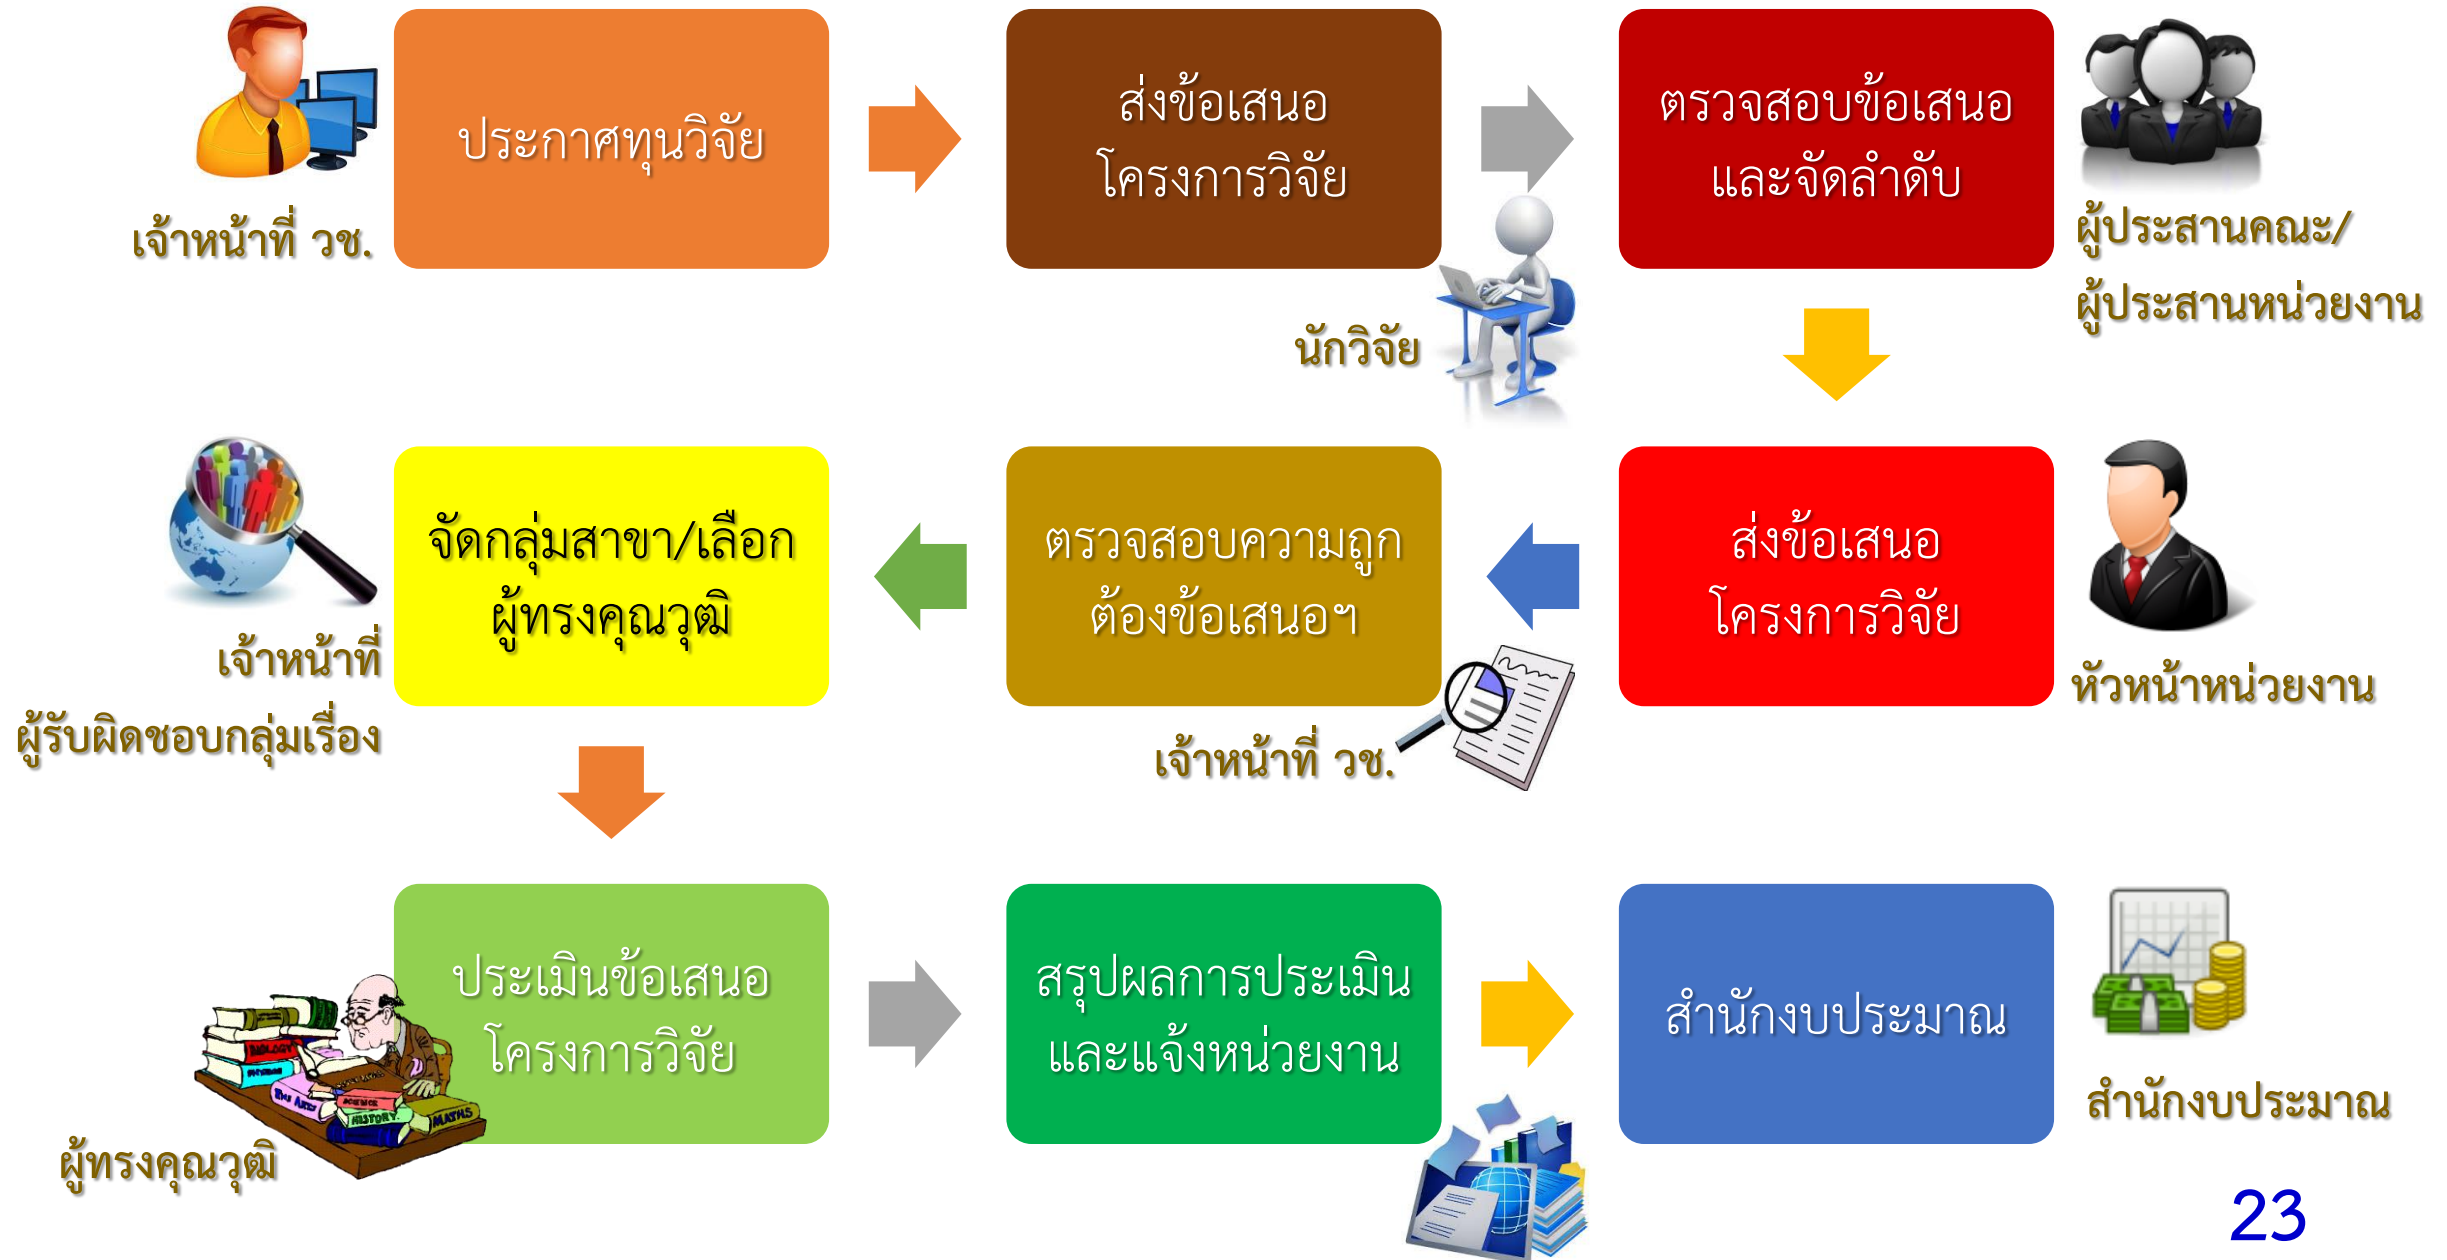 ประกาศทุนวิจัย
เจ้าหน้าที่ วช.
ส่งข้อเสนอ
โครงการวิจัย
นักวิจัย
ตรวจสอบข้อเสนอ
และจัดลำดับ
ผู้ประสานคณะ/
ผู้ประสานหน่วยงาน
ส่งข้อเสนอ
โครงการวิจัย
หัวหน้าหน่วยงาน
ตรวจสอบความถูก
ต้องข้อเสนอฯ
เจ้าหน้าที่ วช.
จัดกลุ่มสาขา/เลือก
ผู้ทรงคุณวุฒิ
เจ้าหน้าที่
ผู้รับผิดชอบกลุ่มเรื่อง
ประเมินข้อเสนอ
โครงการวิจัย
BIOLOGY
SCIENCE
HISTORY
MATHS
ผู้ทรงคุณวุฒิ
สรุปผลการประเมิน
และแจ้งหน่วยงาน
สำนักงบประมาณ
สำนักงบประมาณ
23